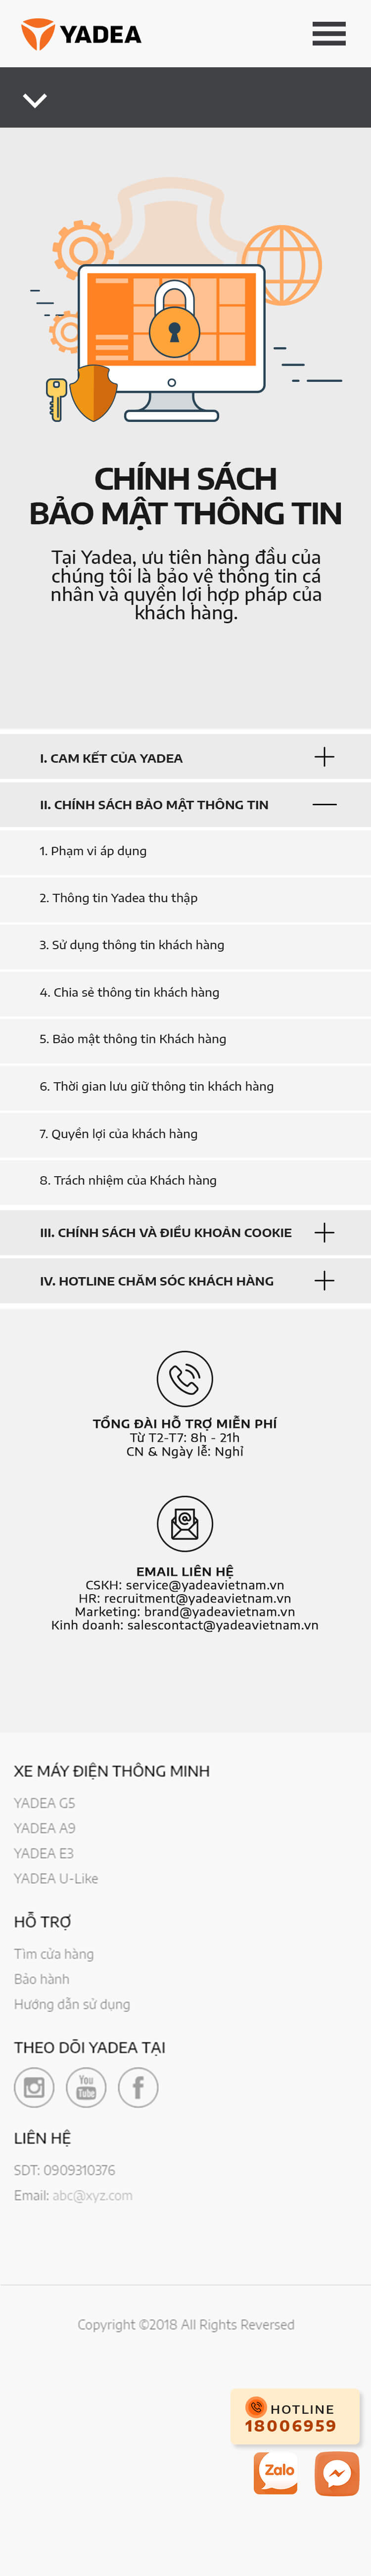 YADEA
CHÍNH SÁCH
BẢO MẬT THÔNG TIN
Tại Yadea, ưu tiên hàng đầu của
chúng tôi là bảo vệ thông tin cá
nhân và quyền lợi hợp pháp của
khách hàng.
I. CAM KẾT CỦA YADEA
II. CHÍNH SÁCH BẢO MẬT THÔNG TIN
1. Phạm vi áp dụng
2. Thông tin Yadea thu thập
3. Sử dụng thông tin khách hàng
4. Chia sẻ thông tin khách hàng
5. Bảo mật thông tin Khách hàng
6. Thời gian lưu giữ thông tin khách hàng
7. Quyền lợi của khách hàng
8. Trách nhiệm của Khách hàng
III. CHÍNH SÁCH VÀ ĐIỀU KHOẢN COOKIE
IV. HOTLINE CHĂM SÓC KHÁCH HÀNG
TỔNG ĐÀI HỖ TRỢ MIỄN PHÍ
Từ T2-T7: 8h - 21h
CN & Ngày lễ: Nghỉ
EMAIL LIÊN HỆ
CSKH: service@yadeavietnam.vn
HR: recruitment@yadeavietnam.vn
Marketing: brand@yadeavietnam.vn
Kinh doanh: salescontact@yadeavietnam.vn
XE MÁY ĐIỆN THÔNG MINH
YADEA G5
YADEA A9
YADEA E3
YADEA U-Like
HỖ TRỢ
Tìm cửa hàng
Bảo hành
Hướng dẫn sử dụng
THEO DÕI YADEA TẠI
You
Tube
LIÊN HỆ
SDT: 0909310376
Email: abc@xyz.com
Copyright ©2018 All Rights Reversed
HOTLINE
18006959
Zalo